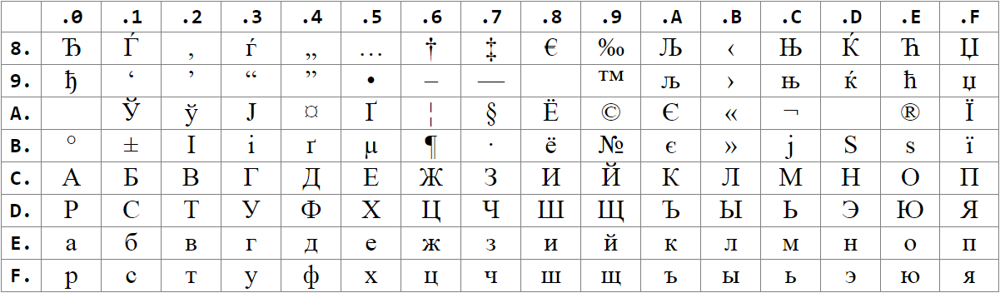 .0 .1 .2 .3 .4 .5 .6 .7 .8 .9 .A .B .C .D .E .F
8. Ђ Ѓ ‚ ѓ „ … † ‡ € ‰ Љ ‹ Њ Ќ Ћ Џ
9. ђ ‘ ’ “ ” • – — ™ љ › њ ќ ћ џ
A. Ў ў Ј ¤ Ґ ¦ § Ё © Є « ¬ ® Ї
B. ° ± І і ґ µ ¶ · ё № є » ј Ѕ ѕ ї
C. А Б В Г Д Е Ж З И Й К Л М Н О П
D. Р С Т У Ф Х Ц Ч Ш Щ Ъ Ы Ь Э Ю Я
E. а б в г д е ж з и й к л м н о п
F. р с т у ф х ц ч ш щ ъ ы ь э ю я